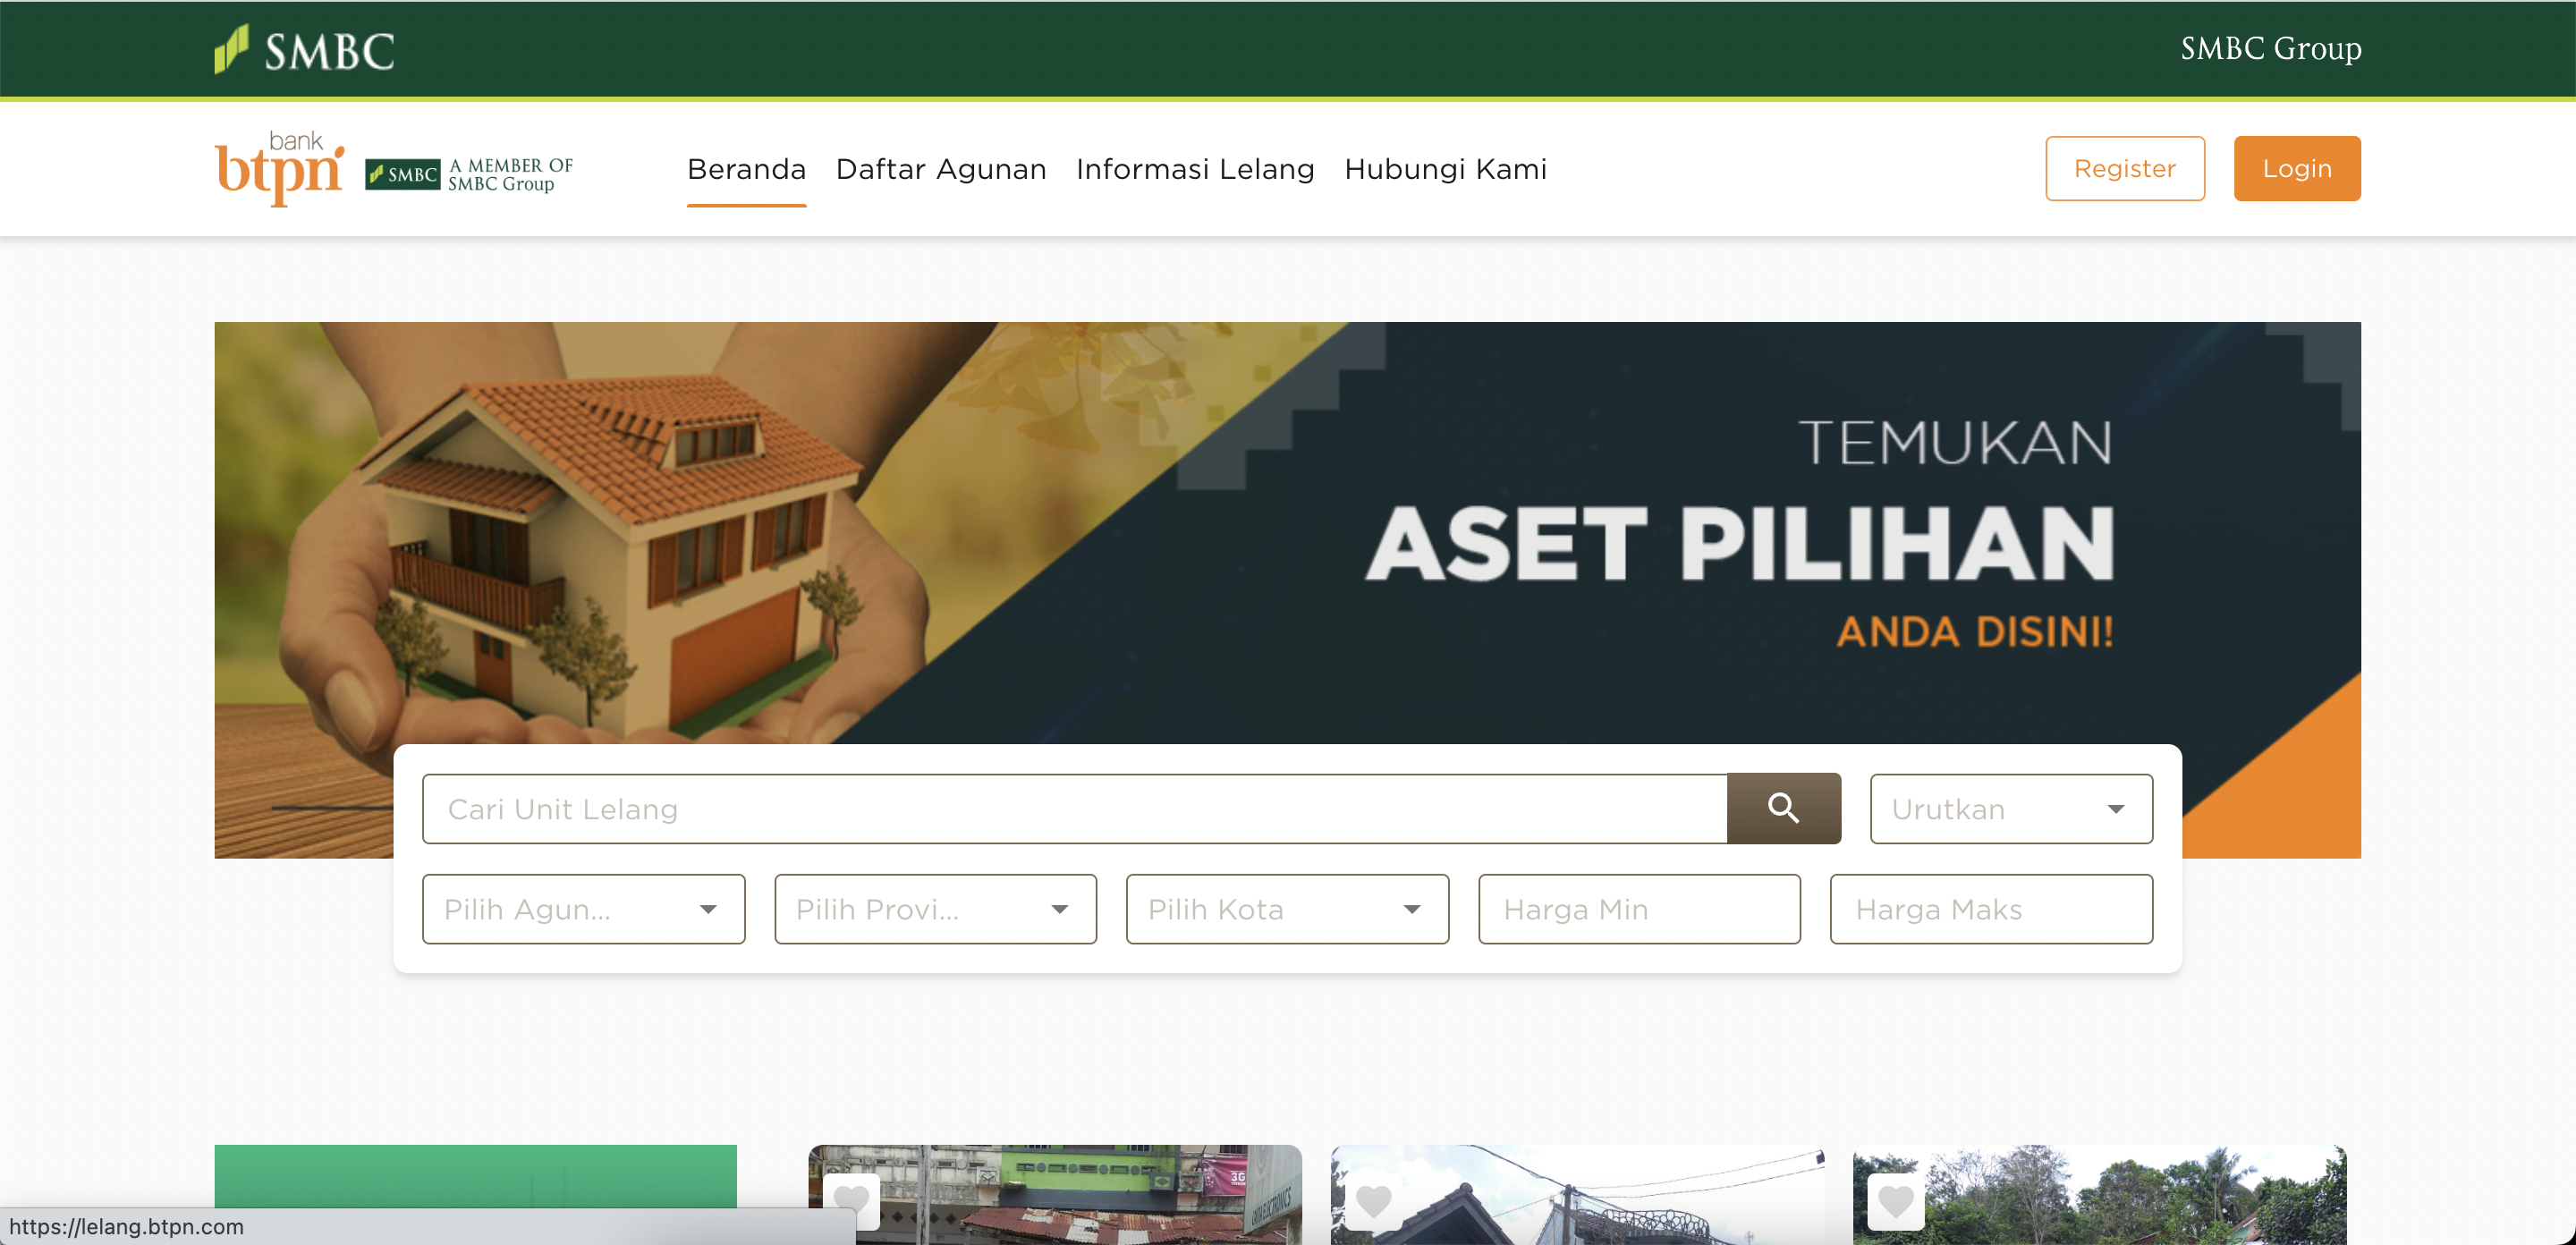 SMBC
SMBC Group
bank
btpn
SMBC
A MEMBER OF
SMBC Group
Beranda
Daftar Agunan
Informasi Lelang
Hubungi Kami
Register
Login
TEMUKAN
ASET PILIHAN
ANDA DISINI!
Cari Unit Lelang
Urutkan
Pilih Agun...
Pilih Provi...
Pilih Kota
Harga Min
Harga Maks
3G
https://lelang.btpn.com